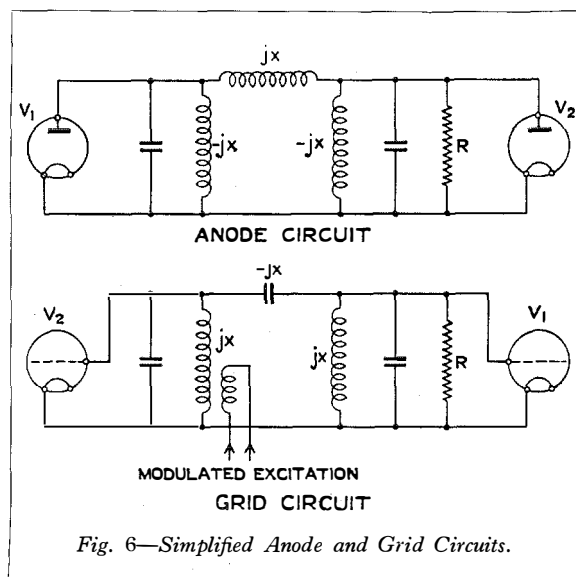 jx
V₁
-jx
-jx
R
V₂
ANODE CIRCUIT
-jx
V₂
jx
jx
R
V₁
MODULATED EXCITATION
GRID CIRCUIT
Fig. 6—Simplified Anode and Grid Circuits.